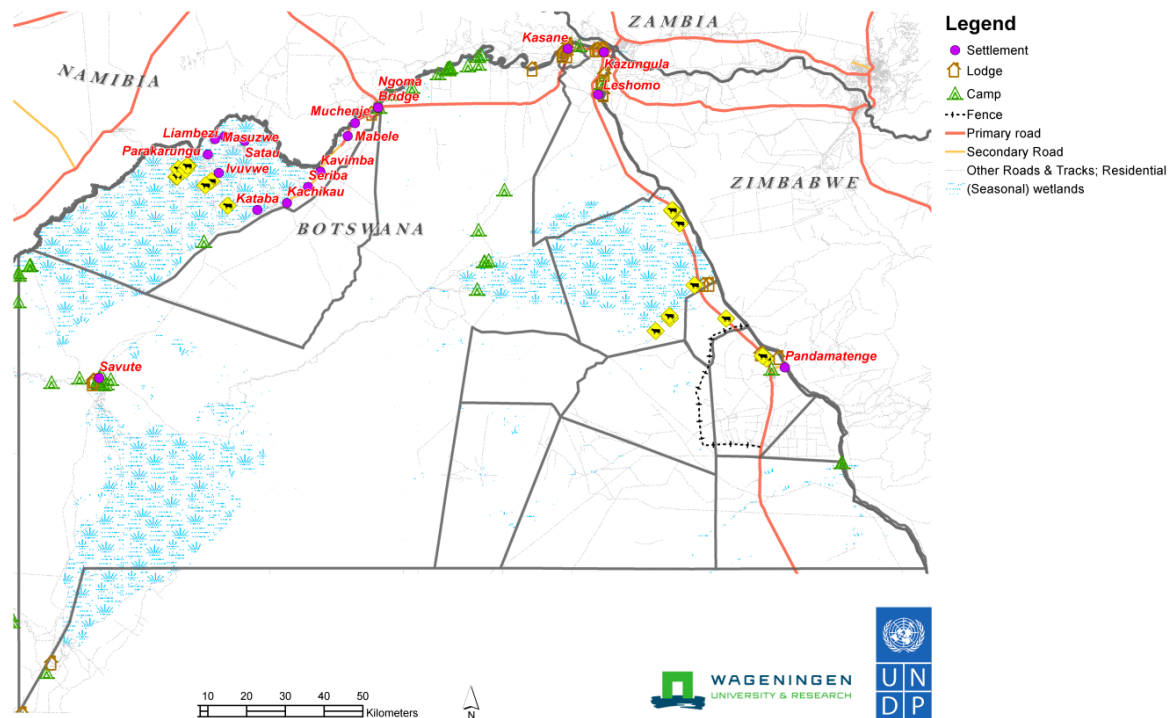 ZAMBIA
NAMIBIA
Kasane
Kazungula
Leshomo
Ngoma
Bridge
Muchenje
Mabele
Liambezi
Masuzwe
Parakarungu
Satau
Ivuvwe
Kavimba
Seriba
Kachikau
Kataba
BOTSWANA
ZIMBABWE
Savute
Pandamatenge
Legend
Settlement
Lodge
Camp
Fence
Primary road
Secondary Road
Other Roads & Tracks; Residential
(Seasonal) wetlands
10 20 30 40 50
Kilometers
N
WAGENINGEN
UNIVERSITY & RESEARCH
U N
D P